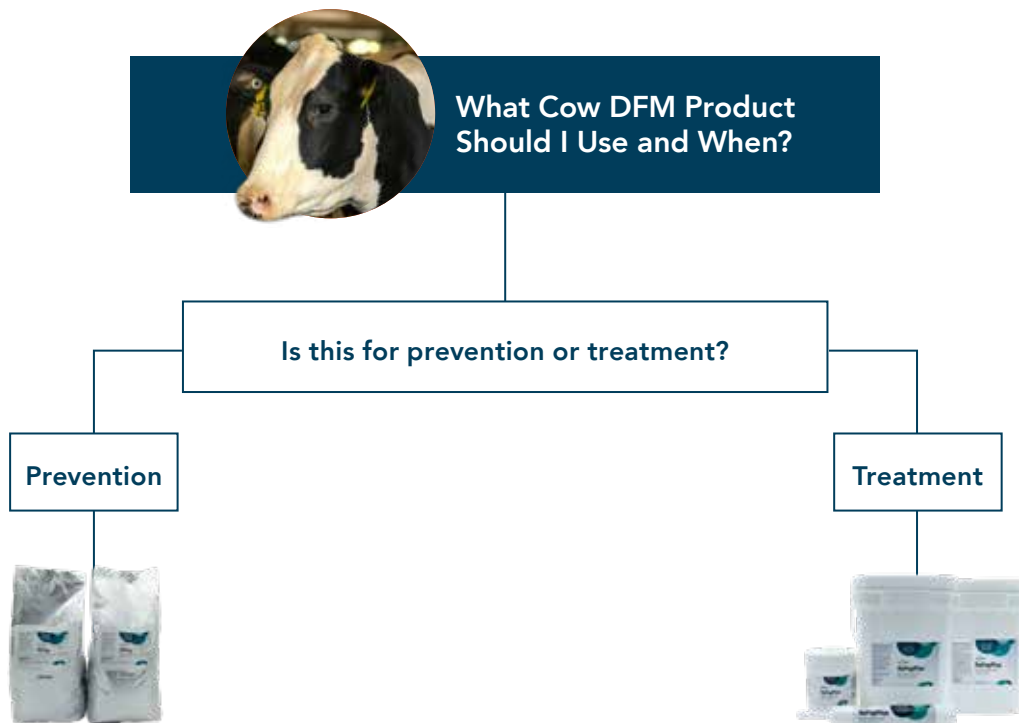 What Cow DFM Product
Should I Use and When?
Is this for prevention or treatment?
Prevention
Treatment